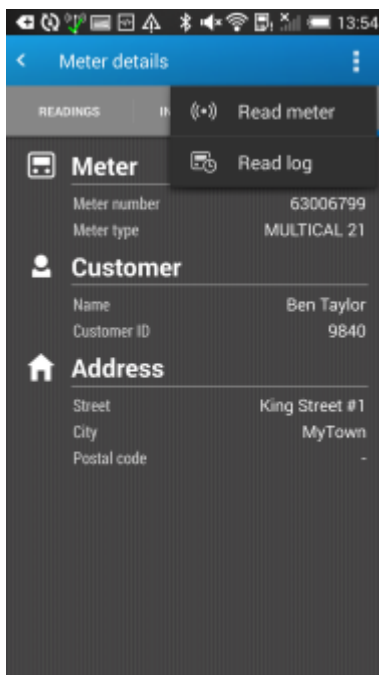 13:54
Meter details
READINGS
Read meter
Read log
Meter
Meter number 63006799
Meter type MULTICAL 21
Customer
Name Ben Taylor
Customer ID 9840
Address
Street King Street #1
City MyTown
Postal code -